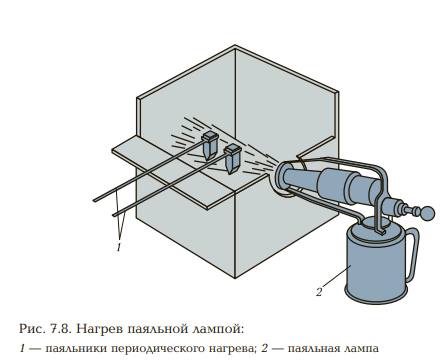 1
2
Рис. 7.8. Нагрев паяльной лампой:
1 — паяльники периодического нагрева; 2 — паяльная лампа